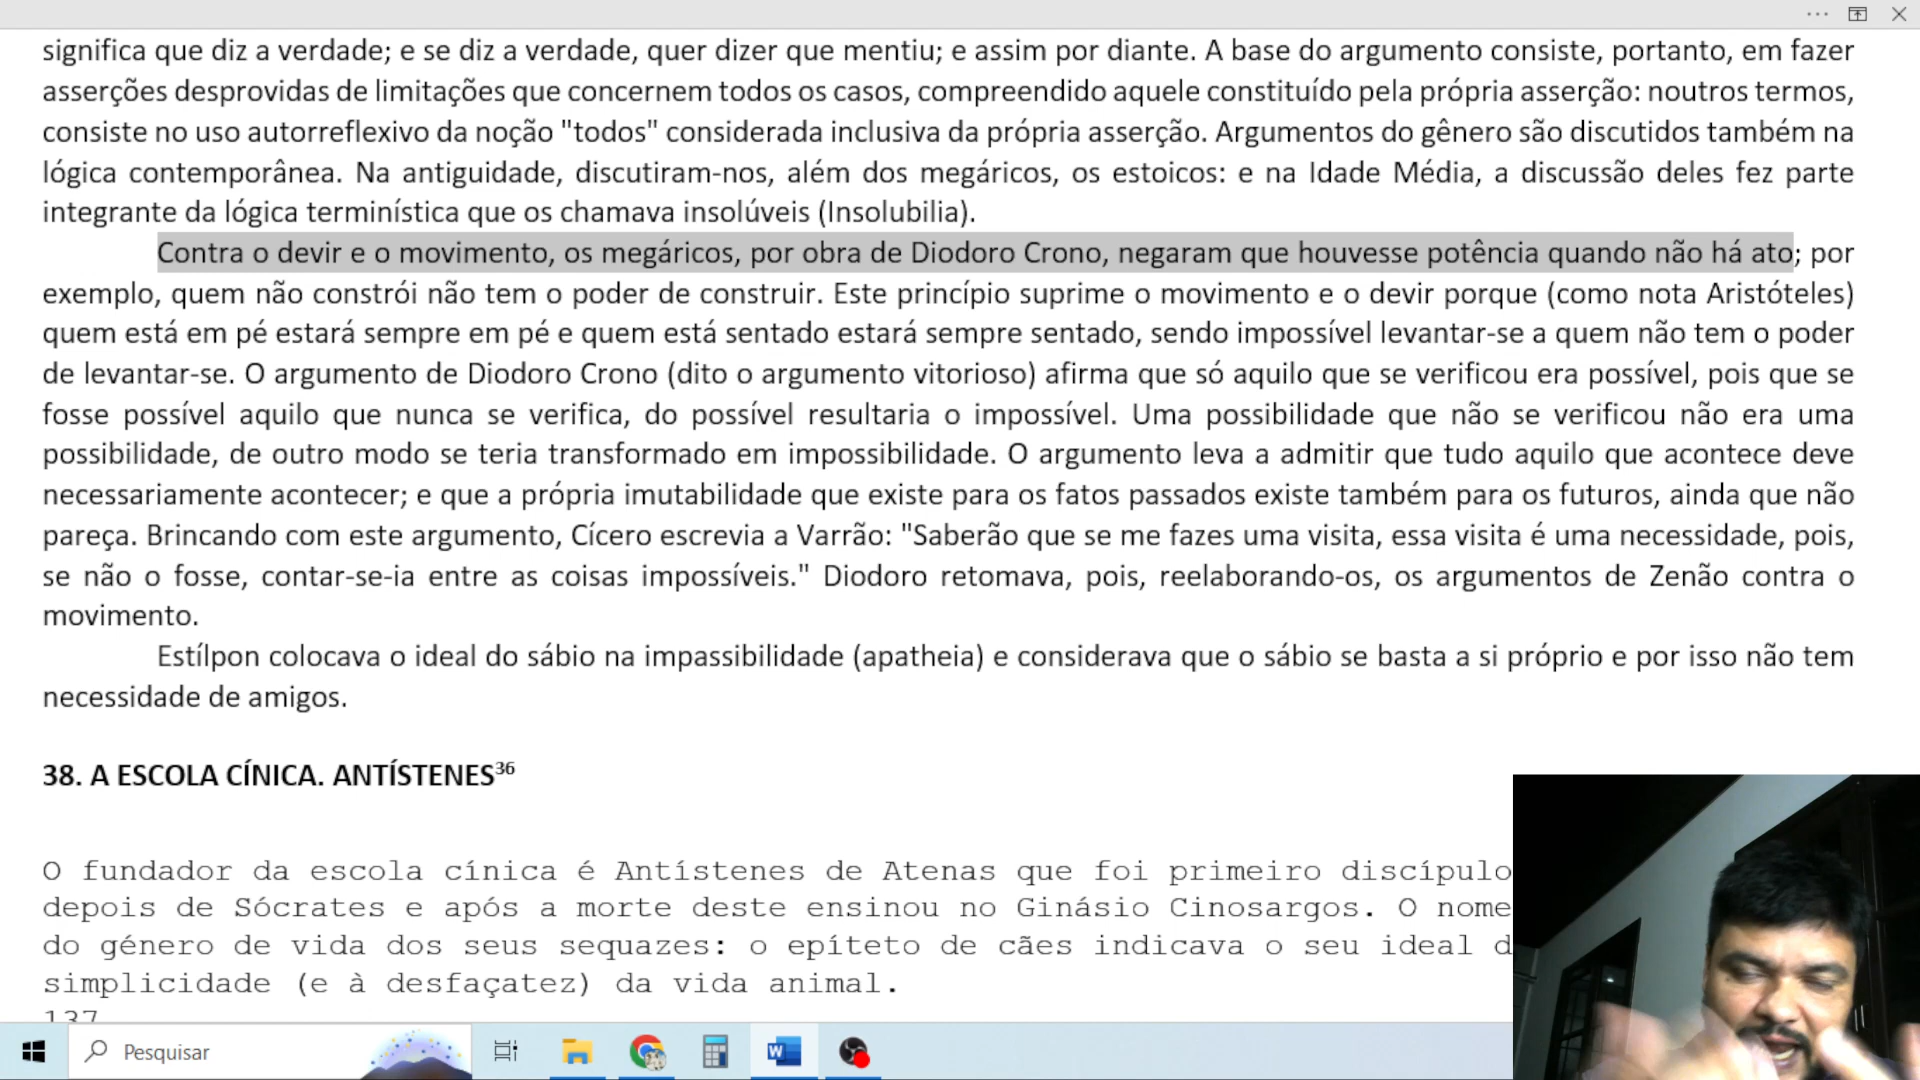 significa que diz a verdade; e se diz a verdade, quer dizer que mentiu; e assim por diante. A base do argumento consiste, portanto, em fazer
asserções desprovidas de limitações que concernem todos os casos, compreendido aquele constituído pela própria asserção: noutros termos,
consiste no uso autorreflexivo da noção "todos" considerada inclusiva da própria asserção. Argumentos do gênero são discutidos também na
lógica contemporânea. Na antiguidade, discutiram-nos, além dos megáricos, os estoicos: e na Idade Média, a discussão deles fez parte
integrante da lógica terminística que os chamava insolúveis (Insolubilia).
Contra o devir e o movimento, os megáricos, por obra de Diodoro Crono, negaram que houvesse potência quando não há ato; por
exemplo, quem não constrói não tem o poder de construir. Este princípio suprime o movimento e o devir porque (como nota Aristóteles)
quem está em pé estará sempre em pé e quem está sentado estará sempre sentado, sendo impossível levantar-se a quem não tem o poder
de levantar-se. O argumento de Diodoro Crono (dito o argumento vitorioso) afirma que só aquilo que se verificou era possível, pois que se
fosse possível aquilo que nunca se verifica, do possível resultaria o impossível. Uma possibilidade que não se verificou não era uma
possibilidade, de outro modo se teria transformado em impossibilidade. O argumento leva a admitir que tudo aquilo que acontece deve
necessariamente acontecer; e que a própria imutabilidade que existe para os fatos passados existe também para os futuros, ainda que não
pareça. Brincando com este argumento, Cícero escrevia a Varrão: "Saberão que se me fazes uma visita, essa visita é uma necessidade, pois,
se não o fosse, contar-se-ia entre as coisas impossíveis." Diodoro retomava, pois, reelaborando-os, os argumentos de Zenão contra o
movimento.
Estílpon colocava o ideal do sábio na impassibilidade (apatheia) e considerava que o sábio se basta a si próprio e por isso não tem
necessidade de amigos.
38. A ESCOLA CÍNICA. ANTÍSTENES³⁶
O fundador da escola cínica é Antístenes de Atenas que foi primeiro discípulo
depois de Sócrates e após a morte deste ensinou no Ginásio Cinosargos. O nome
do género de vida dos seus sequazes: o epíteto de cães indicava o seu ideal d
simplicidade (e à desfaçatez) da vida animal.
137
Pesquisar